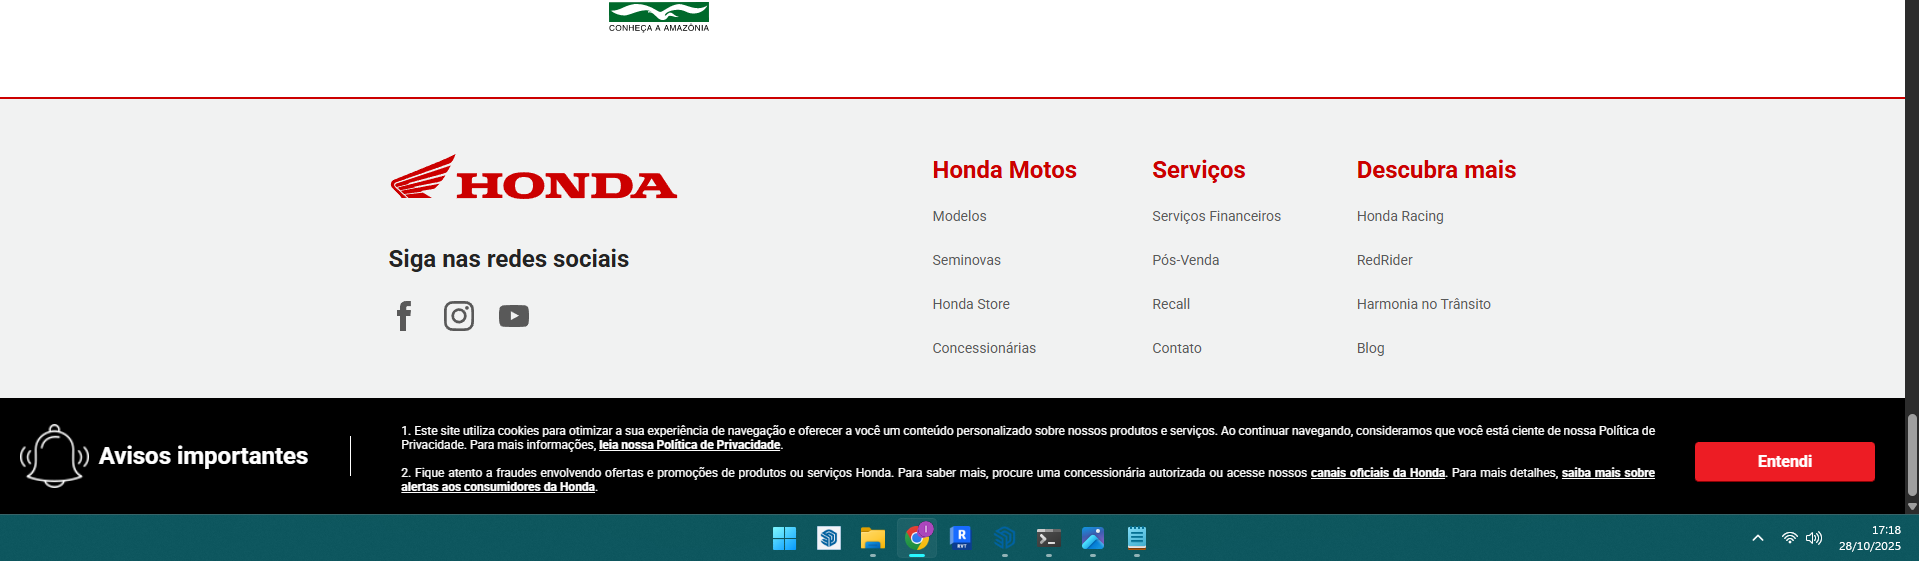 CONHEÇA A AMAZÔNIA
HONDA
Siga nas redes sociais
Honda Motos
Modelos
Seminovas
Honda Store
Concessionárias
Serviços
Serviços Financeiros
Pós-Venda
Recall
Contato
Descubra mais
Honda Racing
RedRider
Harmonia no Trânsito
Blog
Avisos importantes
1. Este site utiliza cookies para otimizar a sua experiência de navegação e oferecer a você um conteúdo personalizado sobre nossos produtos e serviços. Ao continuar navegando, consideramos que você está ciente de nossa Política de
Privacidade. Para mais informações, leia nossa Política de Privacidade.
2. Fique atento a fraudes envolvendo ofertas e promoções de produtos ou serviços Honda. Para saber mais, procure uma concessionária autorizada ou acesse nossos canais oficiais da Honda. Para mais detalhes, saiba mais sobre
alertas aos consumidores da Honda.
Entendi
I
R
RVT
17:18
28/10/2025